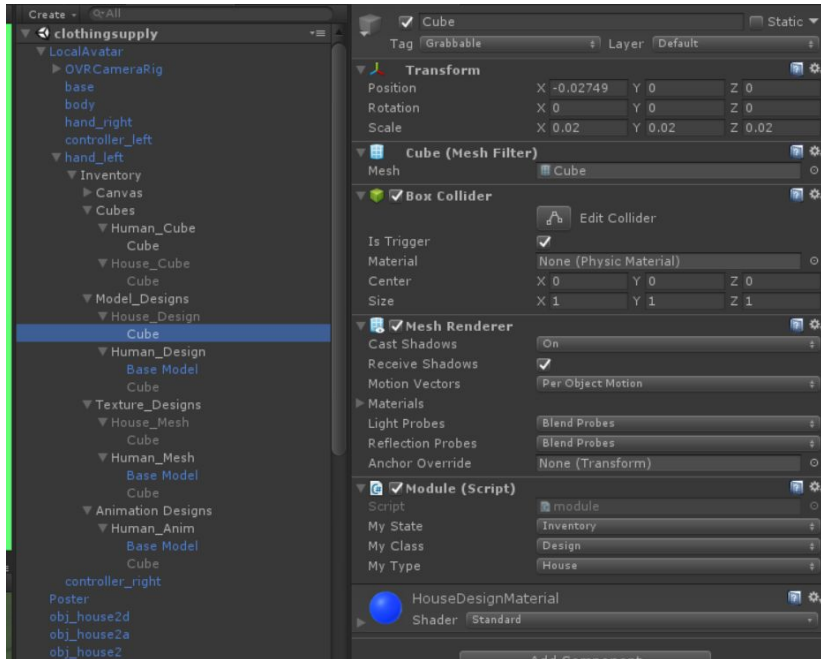 Create
All
clothingsupply
LocalAvatar
OVRCameraRig
base
body
hand_right
controller_left
hand_left
Inventory
Canvas
Cubes
Human_Cube
Cube
House_Cube
Cube
Model_Designs
House_Design
Cube
Human_Design
Base Model
Cube
Texture_Designs
House_Mesh
Cube
Human_Mesh
Base Model
Cube
Animation Designs
Human_Anim
Base Model
Cube
controller_right
Poster
obj_house2d
obj_house2a
obj_house2
Cube Static
Tag Grabbable Layer Default
Transform
Position X -0.02749 Y 0 Z 0
Rotation X 0 Y 0 Z 0
Scale X 0.02 Y 0.02 Z 0.02
Cube (Mesh Filter)
Mesh Cube
Box Collider
Edit Collider
Is Trigger
Material None (Physic Material)
Center X 0 Y 0 Z 0
Size X 1 Y 1 Z 1
Mesh Renderer
Cast Shadows On
Receive Shadows
Motion Vectors Per Object Motion
Materials
Light Probes Blend Probes
Reflection Probes Blend Probes
Anchor Override None (Transform)
Module (Script)
Script module
My State Inventory
My Class Design
My Type House
HouseDesignMaterial
Shader Standard
Add Component